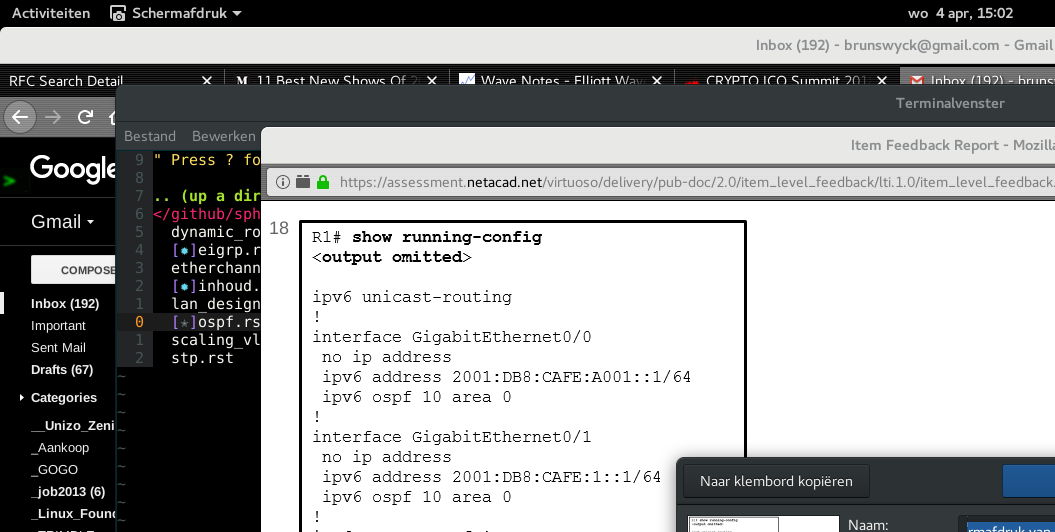 Activiteiten Schermafdruk wo 4 apr, 15:02
Inbox (192) - brunswyck@gmail.com - Gmail
RFC Search Detail 11 Best New Shows Of 2 Wave Notes - Elliott Wav CRYPTO ICO Summit 201 Inbox (192) - bruns
Terminalvenster
Bestand Bewerken
Item Feedback Report - Mozilla
https://assessment.netacad.net/virtuoso/delivery/pub-doc/2.0/item_level_feedback/lti.1.0/item_level_feedback.
Google
Gmail
COMPOSE
Inbox (192)
Important
Sent Mail
Drafts (67)
Categories
__Unizo_Zeni
_Aankoop
_GOGO
_job2013 (6)
_Linux_Found
9 " Press ? fo
8
7 .. (up a dir
6 </github/sph
5 dynamic_ro
4 [✹]eigrp.r
3 etherchann
2 [✹]inhoud.
1 lan_design
0 [✭]ospf.rs
1 scaling_vl
2 stp.rst
~
~
~
~
~
~
~
~
~
18
R1# show running-config
<output omitted>
ipv6 unicast-routing
!
interface GigabitEthernet0/0
no ip address
ipv6 address 2001:DB8:CAFE:A001::1/64
ipv6 ospf 10 area 0
!
interface GigabitEthernet0/1
no ip address
ipv6 address 2001:DB8:CAFE:1::1/64
ipv6 ospf 10 area 0
!
Naar klembord kopiëren
Naam: